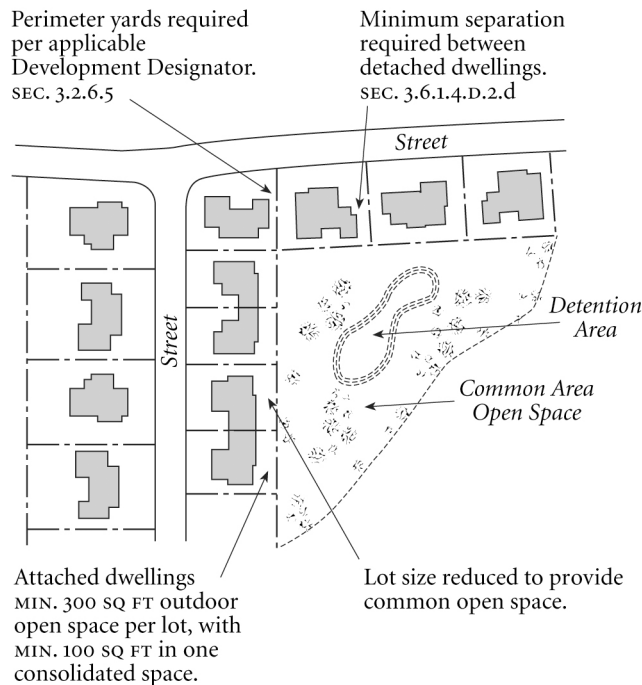 Perimeter yards required
per applicable
Development Designator.
SEC. 3.2.6.5
Minimum separation
required between
detached dwellings.
SEC. 3.6.1.4.D.2.d
Street
Street
Detention
Area
Common Area
Open Space
Attached dwellings
MIN. 300 SQ FT outdoor
open space per lot, with
MIN. 100 SQ FT in one
consolidated space.
Lot size reduced to provide
common open space.